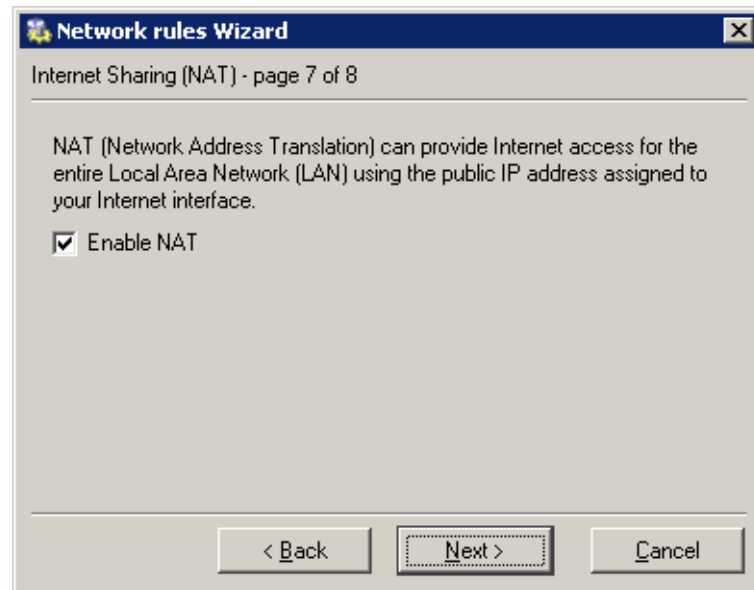 Network rules Wizard
Internet Sharing (NAT) - page 7 of 8
NAT (Network Address Translation) can provide Internet access for the
entire Local Area Network (LAN) using the public IP address assigned to
your Internet interface.
Enable NAT
< Back
Next >
Cancel